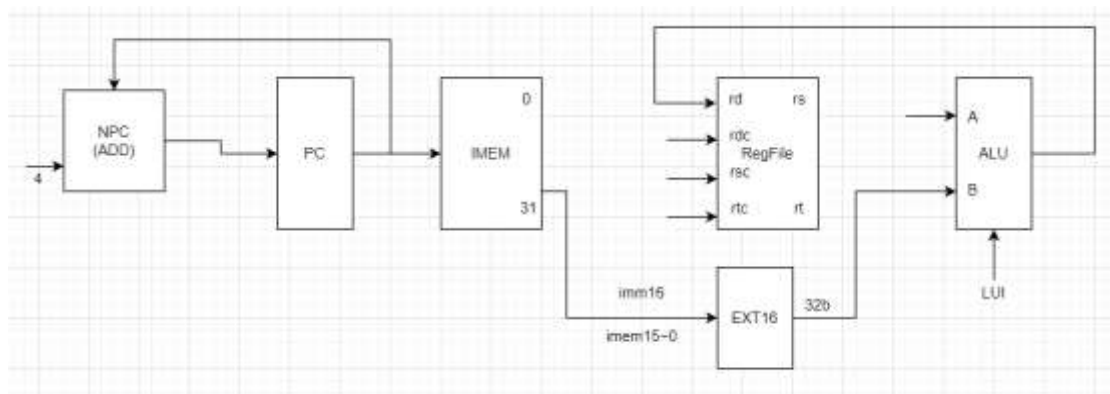 NPC
(ADD)
4
PC
0
IMEM
31
rd
rs
rdc
RegFile
rsc
rtc
rt
A
ALU
B
LUI
imm16
imem15~0
EXT16
32b